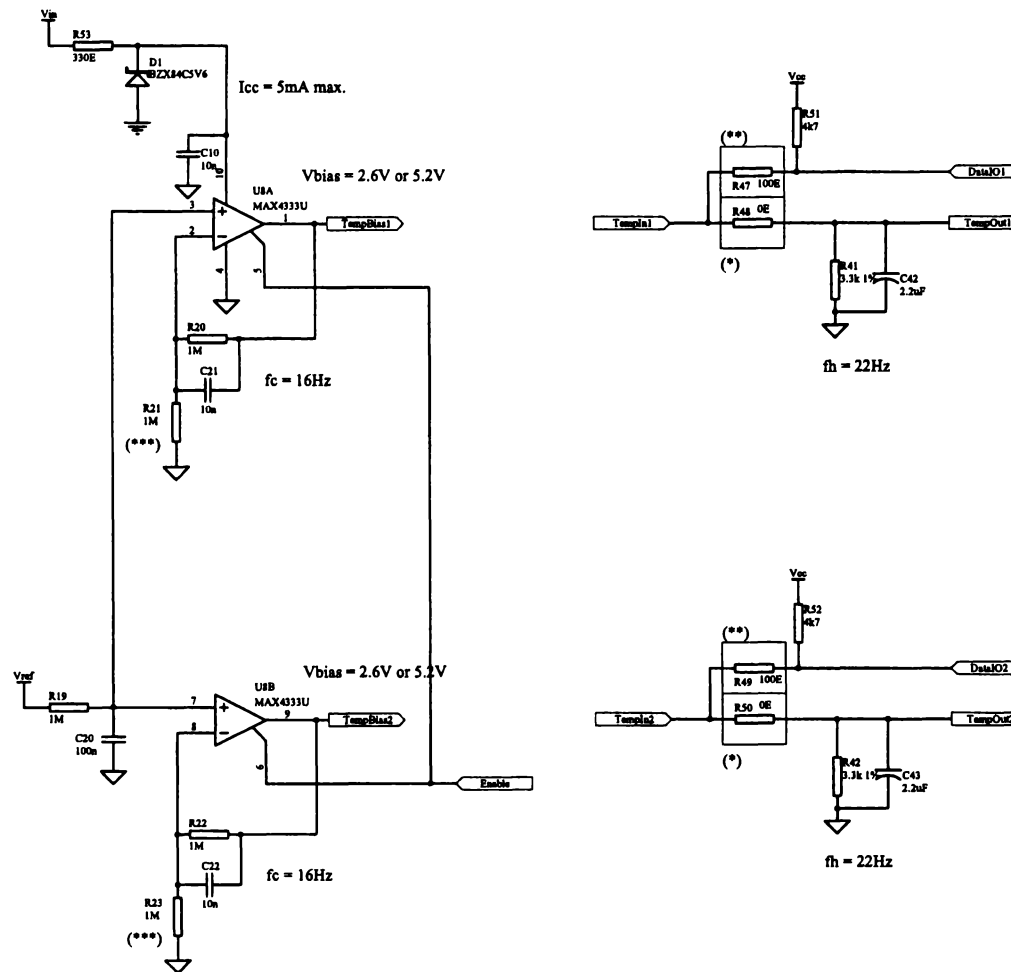 Vin
R53
330E
D1
BZX84C5V6
Icc = 5mA max.
C10
10n
10
Vbias = 2.6V or 5.2V
U8A
MAX4333U
3
2
1
4
5
TempBias1
R20
1M
C21
10n
fc = 16Hz
R21
1M
(***)
Vcc
R51
4k7
(**)
R47 100E
DataIO1
TempIn1
R48 0E
TempOut1
(*)
R41
3.3k 1%
C42
2.2uF
fh = 22Hz
Vref
R19
1M
C20
100n
Vbias = 2.6V or 5.2V
U8B
MAX4333U
7
8
9
6
TempBias2
Enable
R22
1M
C22
10n
fc = 16Hz
R23
1M
(***)
Vcc
R52
4k7
(**)
R49 100E
DataIO2
TempIn2
R50 0E
TempOut2
(*)
R42
3.3k 1%
C43
2.2uF
fh = 22Hz